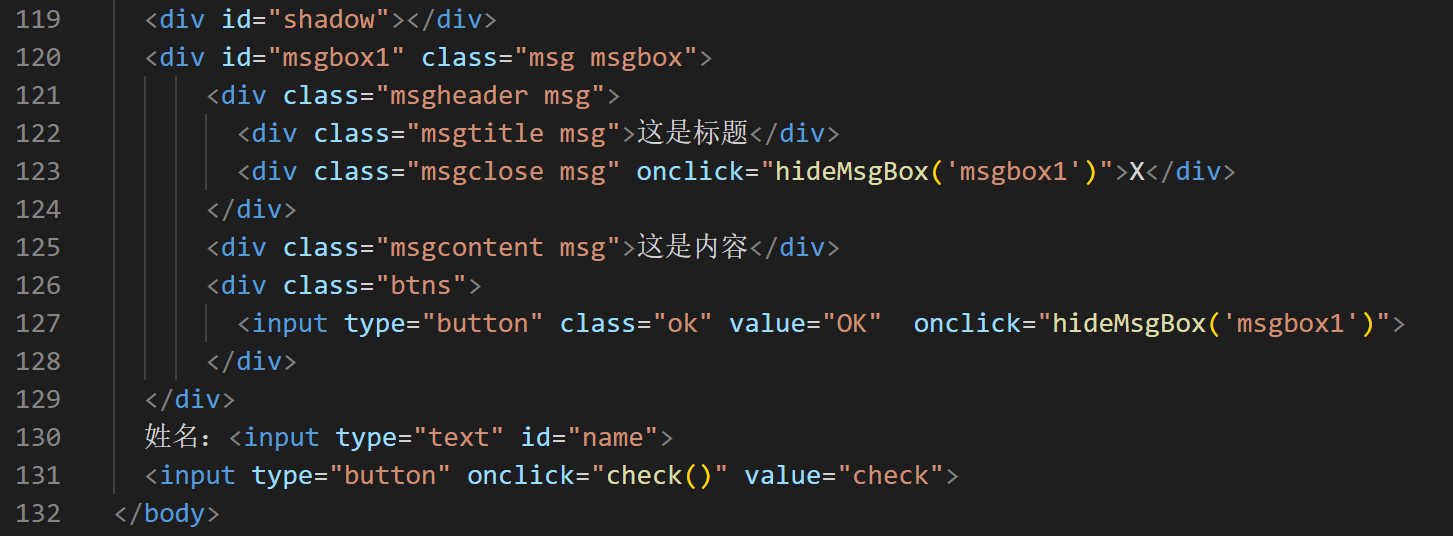 119 <div id="shadow"></div>
120 <div id="msgbox1" class="msg msgbox">
121 <div class="msgheader msg">
122 <div class="msgtitle msg">这是标题</div>
123 <div class="msgclose msg" onclick="hideMsgBox('msgbox1')">X</div>
124 </div>
125 <div class="msgcontent msg">这是内容</div>
126 <div class="btns">
127 <input type="button" class="ok" value="OK"  onclick="hideMsgBox('msgbox1')">
128 </div>
129 </div>
130 姓名：<input type="text" id="name">
131 <input type="button" onclick="check()" value="check">
132 </body>